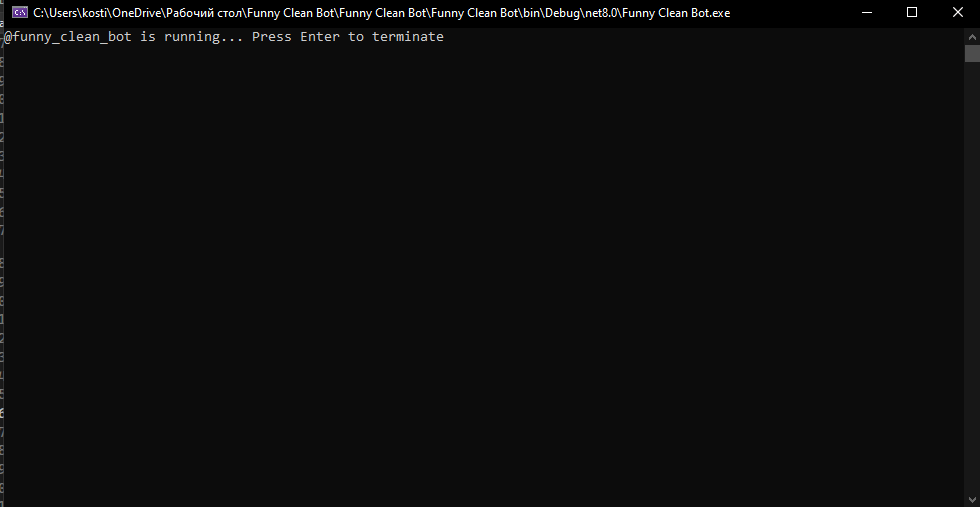 C:\Users\kosti\OneDrive\Рабочий стол\Funny Clean Bot\Funny Clean Bot\Funny Clean Bot\bin\Debug\net8.0\Funny Clean Bot.exe
@funny_clean_bot is running... Press Enter to terminate